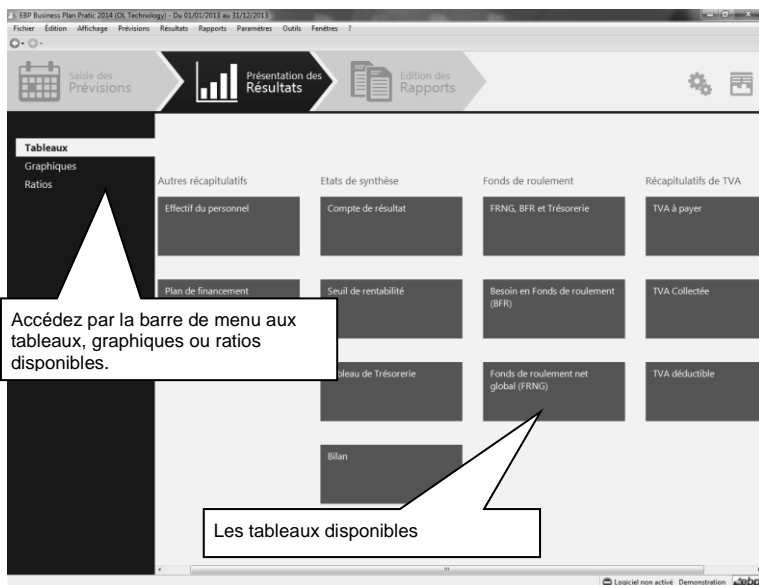 EBP Business Plan Pratic 2014 (OL Technology) - Du 01/01/2013 au 31/12/2013
Fichier Edition Affichage Prévisions Résultats Rapports Paramètres Outils Fenêtres ?
Saisie des
Prévisions
Présentation des
Résultats
Edition des
Rapports
Tableaux
Graphiques
Ratios
Autres récapitulatifs Etats de synthèse Fonds de roulement Récapitulatifs de TVA
Effectif du personnel Compte de résultat FRNG, BFR et Trésorerie TVA à payer
Plan de financement Seuil de rentabilité Besoin en Fonds de roulement TVA Collectée
(BFR)
Accédez par la barre de menu aux
tableaux, graphiques ou ratios
disponibles.
bleau de Trésorerie Fonds de roulement net TVA déductible
global (FRNG)
Bilan
Les tableaux disponibles
Logiciel non activé Demonstration ebp